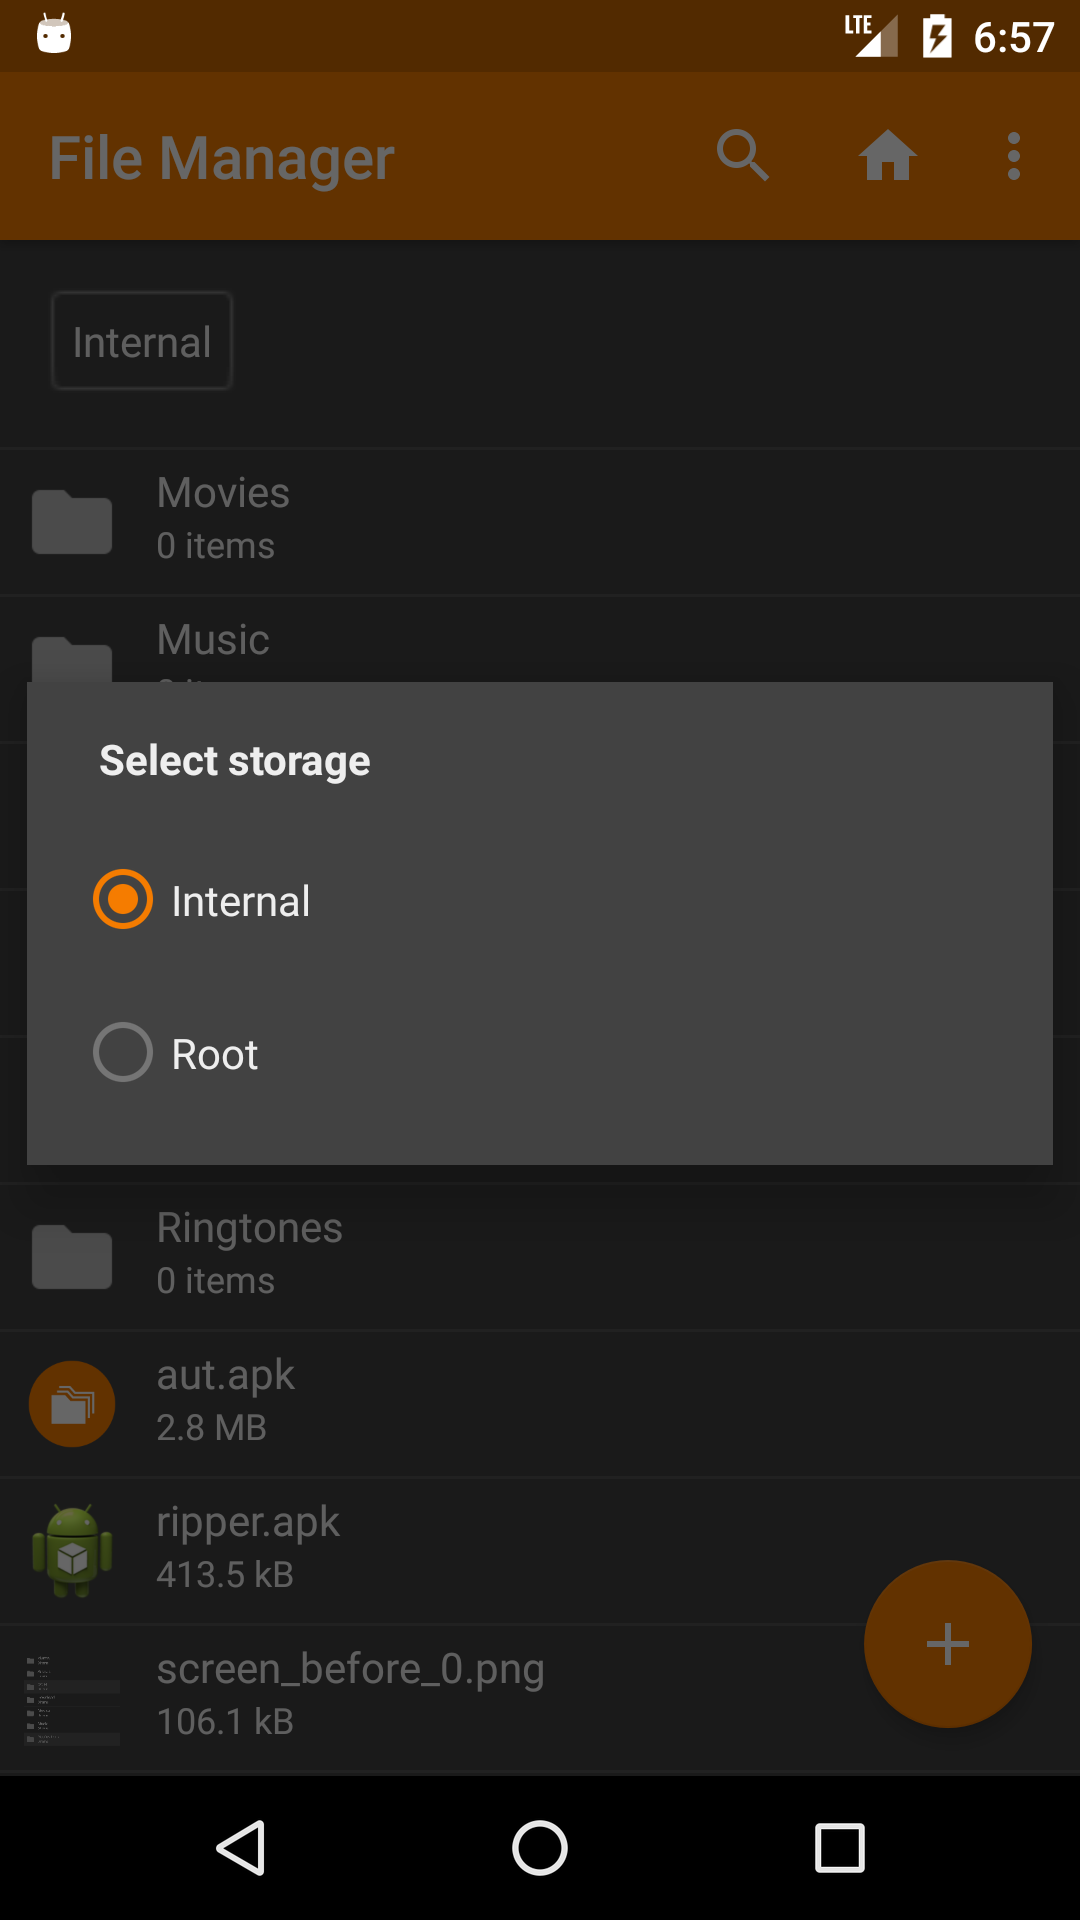 LTE 6:57
File Manager
Internal
Movies
0 items
Music
Select storage
Internal
Root
Ringtones
0 items
aut.apk
2.8 MB
ripper.apk
413.5 kB
screen_before_0.png
106.1 kB